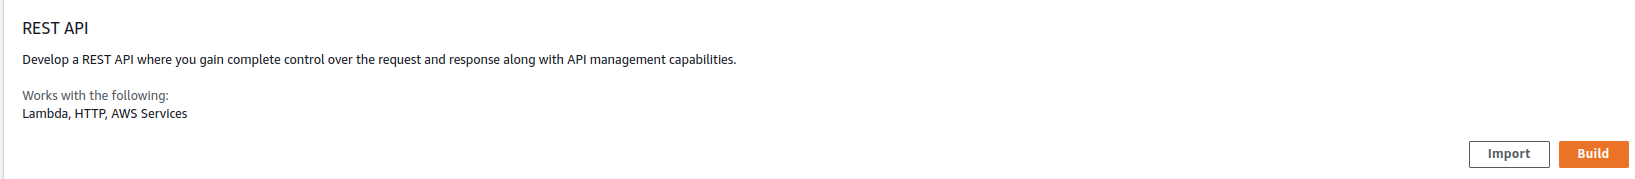 REST API
Develop a REST API where you gain complete control over the request and response along with API management capabilities.
Works with the following:
Lambda, HTTP, AWS Services
Import Build